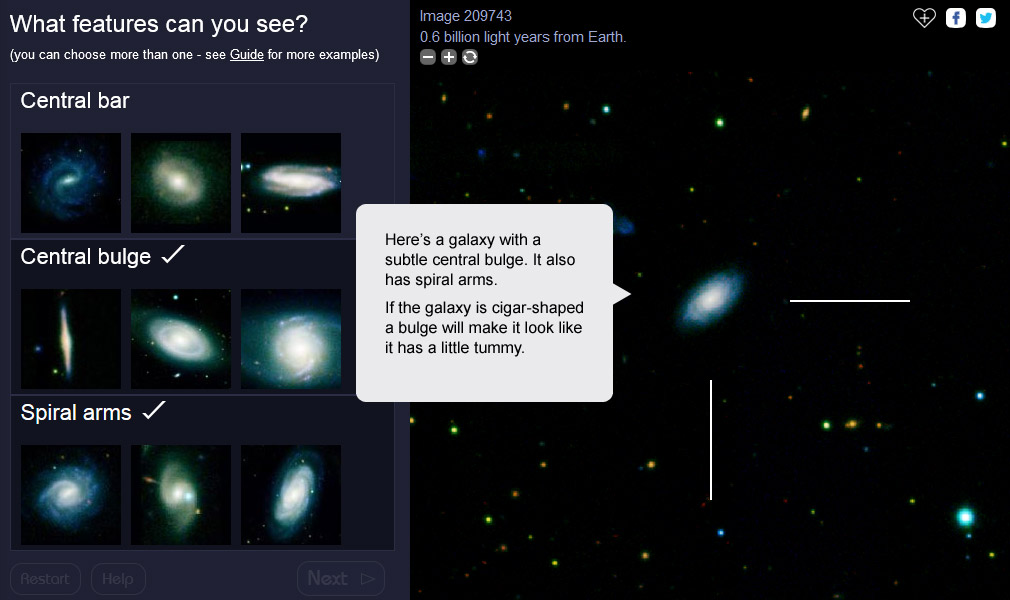 What features can you see?
(you can choose more than one - see Guide for more examples)
Central bar
Central bulge
Spiral arms
Restart
Help
Next
Image 209743
0.6 billion light years from Earth.
Here’s a galaxy with a
subtle central bulge. It also
has spiral arms.
If the galaxy is cigar-shaped
a bulge will make it look like
it has a little tummy.